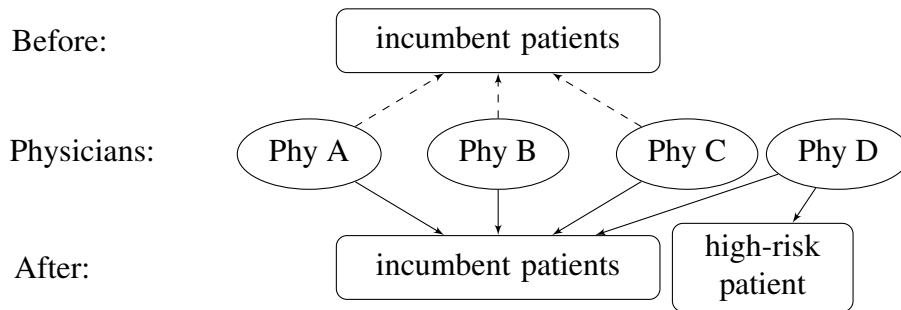 Before:
incumbent patients
Physicians:
Phy A
Phy B
Phy C
Phy D
After:
incumbent patients
high-risk
patient